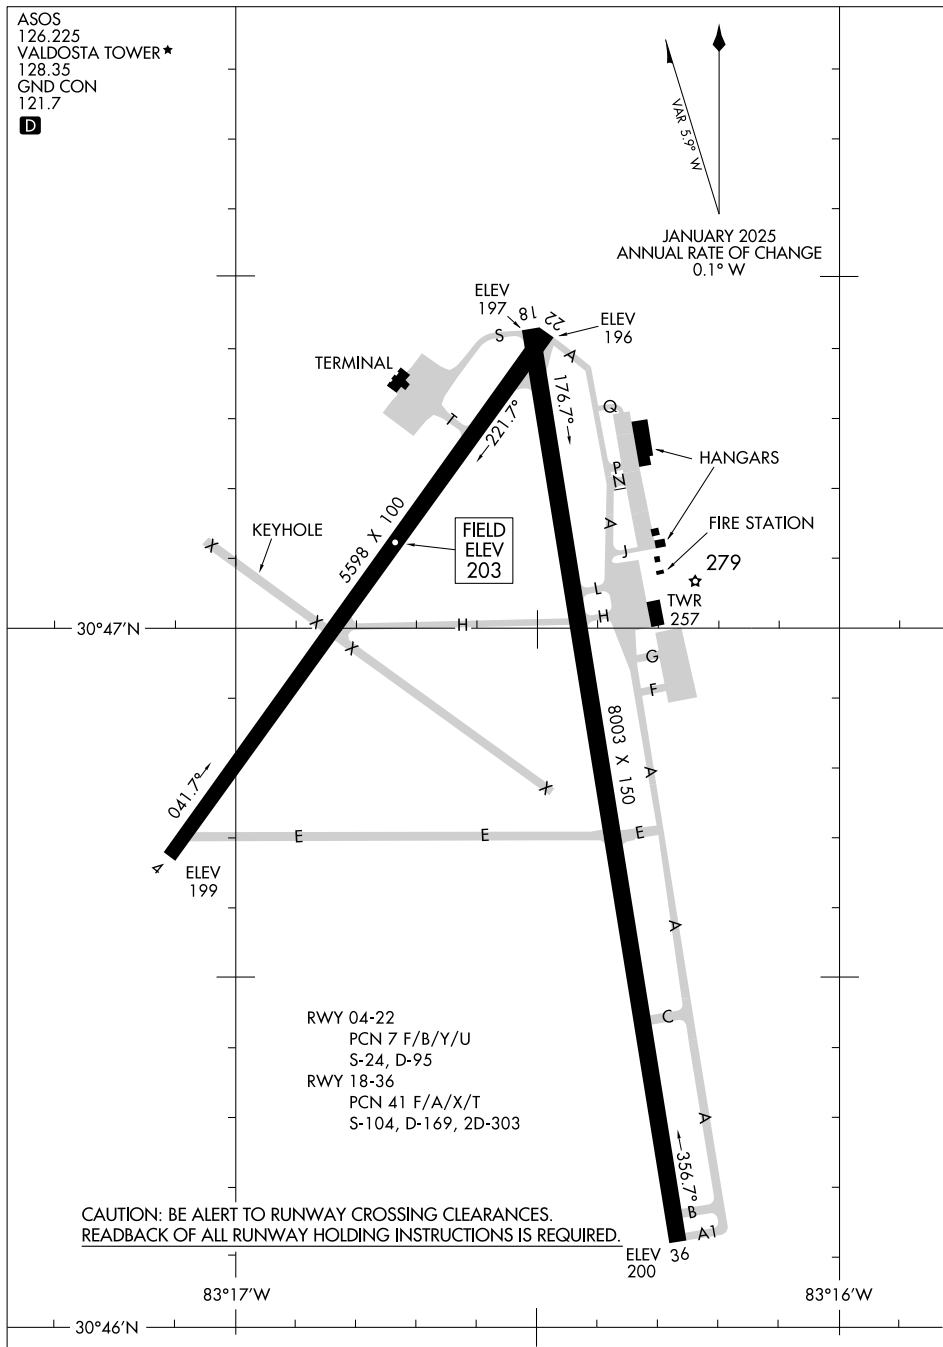 ASOS
126.225
VALDOSTA TOWER★
128.35
GND CON
121.7
D
VAR 5.9° W
JANUARY 2025
ANNUAL RATE OF CHANGE
0.1° W
ELEV
197
18
22
ELEV
196
S
A
TERMINAL
176.7°
221.7°
T
Q
HANGARS
P
N
I
A
J
FIRE STATION
KEYHOLE
X
5598 X 100
FIELD
ELEV
203
279
TWR
257
L
H
30°47'N
X
H
X
G
F
8003 X 150
A
X
041.7°
E
E
E
4
ELEV
199
A
RWY 04-22
PCN 7 F/B/Y/U
S-24, D-95
RWY 18-36
PCN 41 F/A/X/T
S-104, D-169, 2D-303
C
A
356.7°
B
A1
CAUTION: BE ALERT TO RUNWAY CROSSING CLEARANCES.
READBACK OF ALL RUNWAY HOLDING INSTRUCTIONS IS REQUIRED.
ELEV
200
36
83°17'W
83°16'W
30°46'N